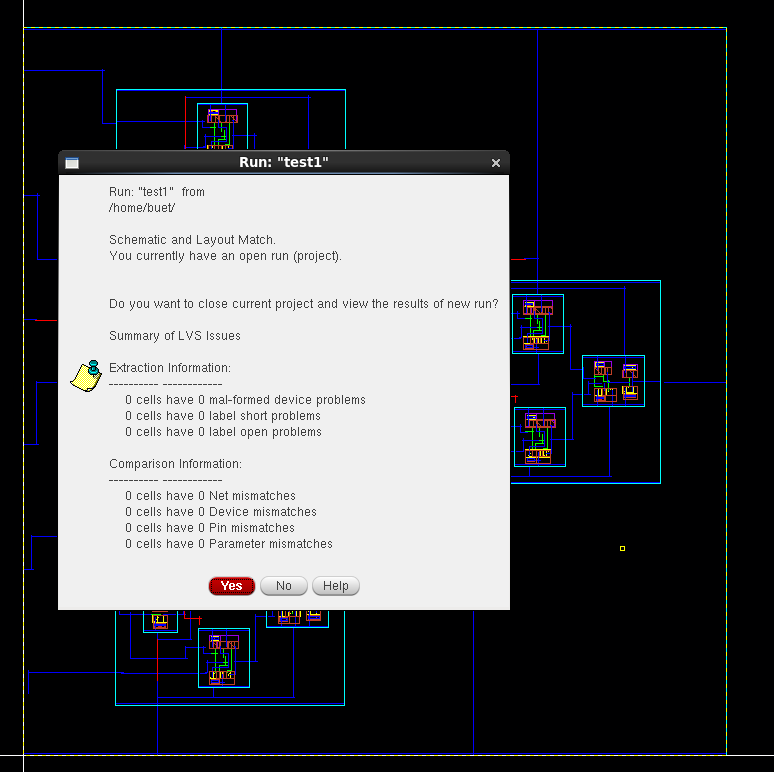 Run: "test1"
Run: "test1"  from
/home/buet/
Schematic and Layout Match.
You currently have an open run (project).
Do you want to close current project and view the results of new run?
Summary of LVS Issues
Extraction Information:
---------- ------------
0 cells have 0 mal-formed device problems
0 cells have 0 label short problems
0 cells have 0 label open problems
Comparison Information:
---------- ------------
0 cells have 0 Net mismatches
0 cells have 0 Device mismatches
0 cells have 0 Pin mismatches
0 cells have 0 Parameter mismatches
Yes No Help